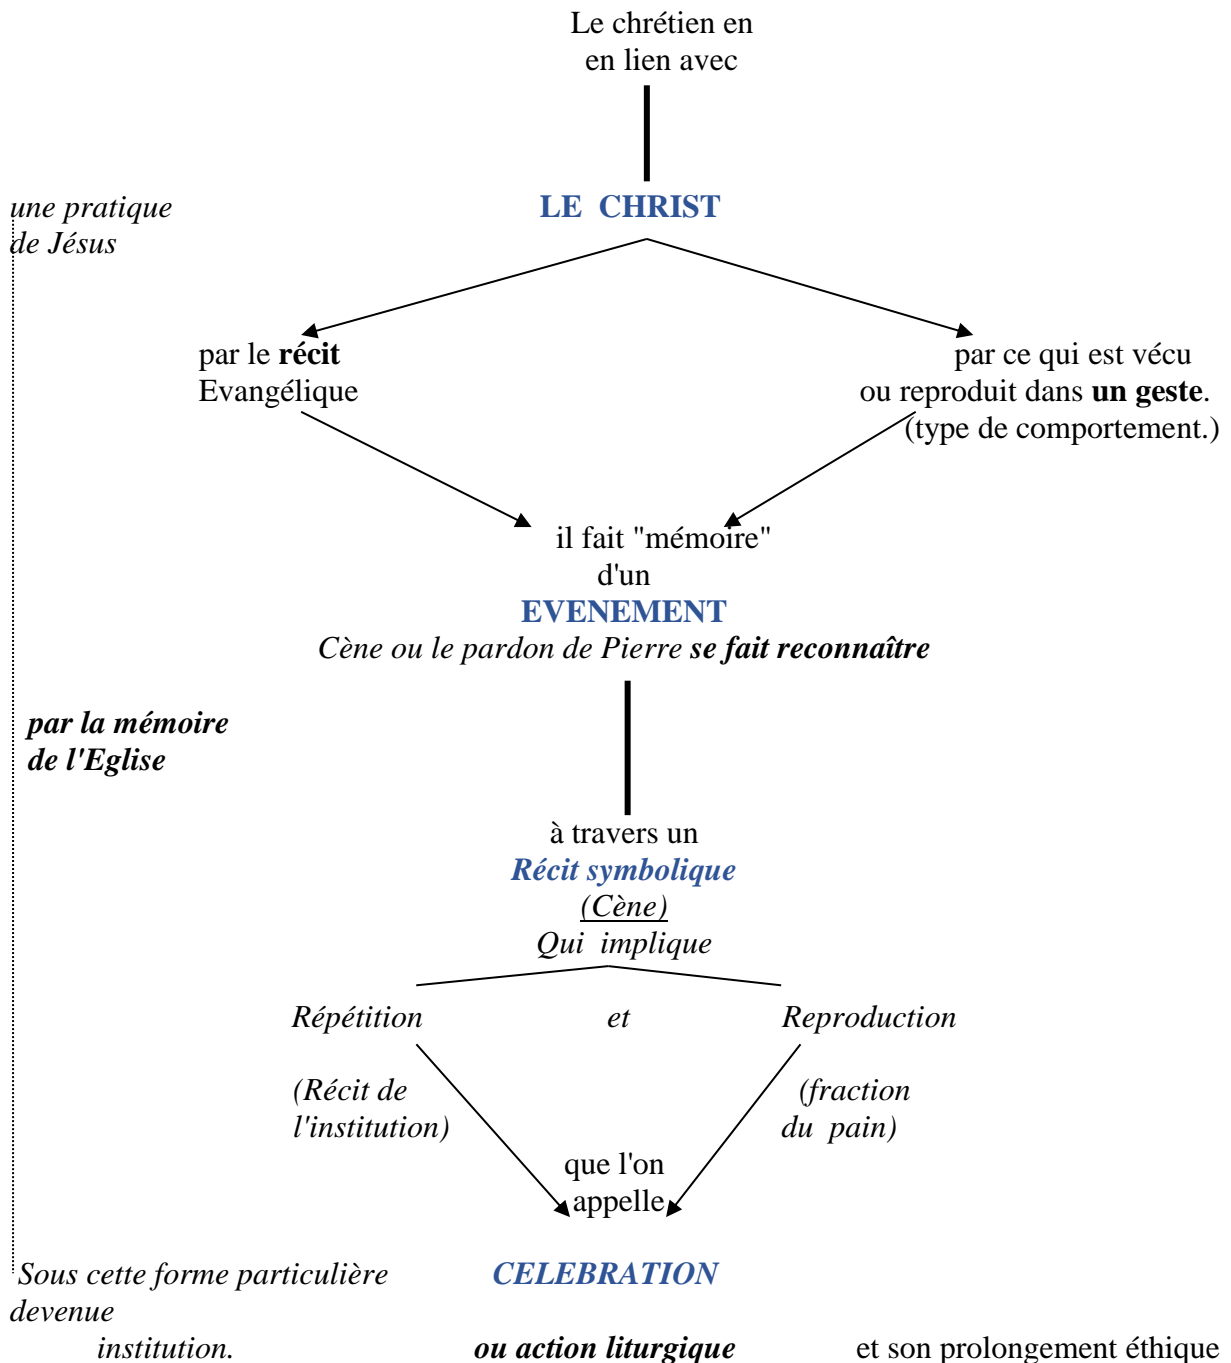 Le chrétien en
en lien avec
une pratique
de Jésus
LE CHRIST
par le récit
Evangélique
par ce qui est vécu
ou reproduit dans un geste.
(type de comportement.)
il fait "mémoire"
d'un
EVENEMENT
Cène ou le pardon de Pierre se fait reconnaître
par la mémoire
de l'Eglise
à travers un
Récit symbolique
(Cène)
Qui implique
Répétition et Reproduction
(Récit de
l'institution)
(fraction
du pain)
que l'on
appelle
Sous cette forme particulière CELEBRATION
devenue
institution. ou action liturgique et son prolongement éthique